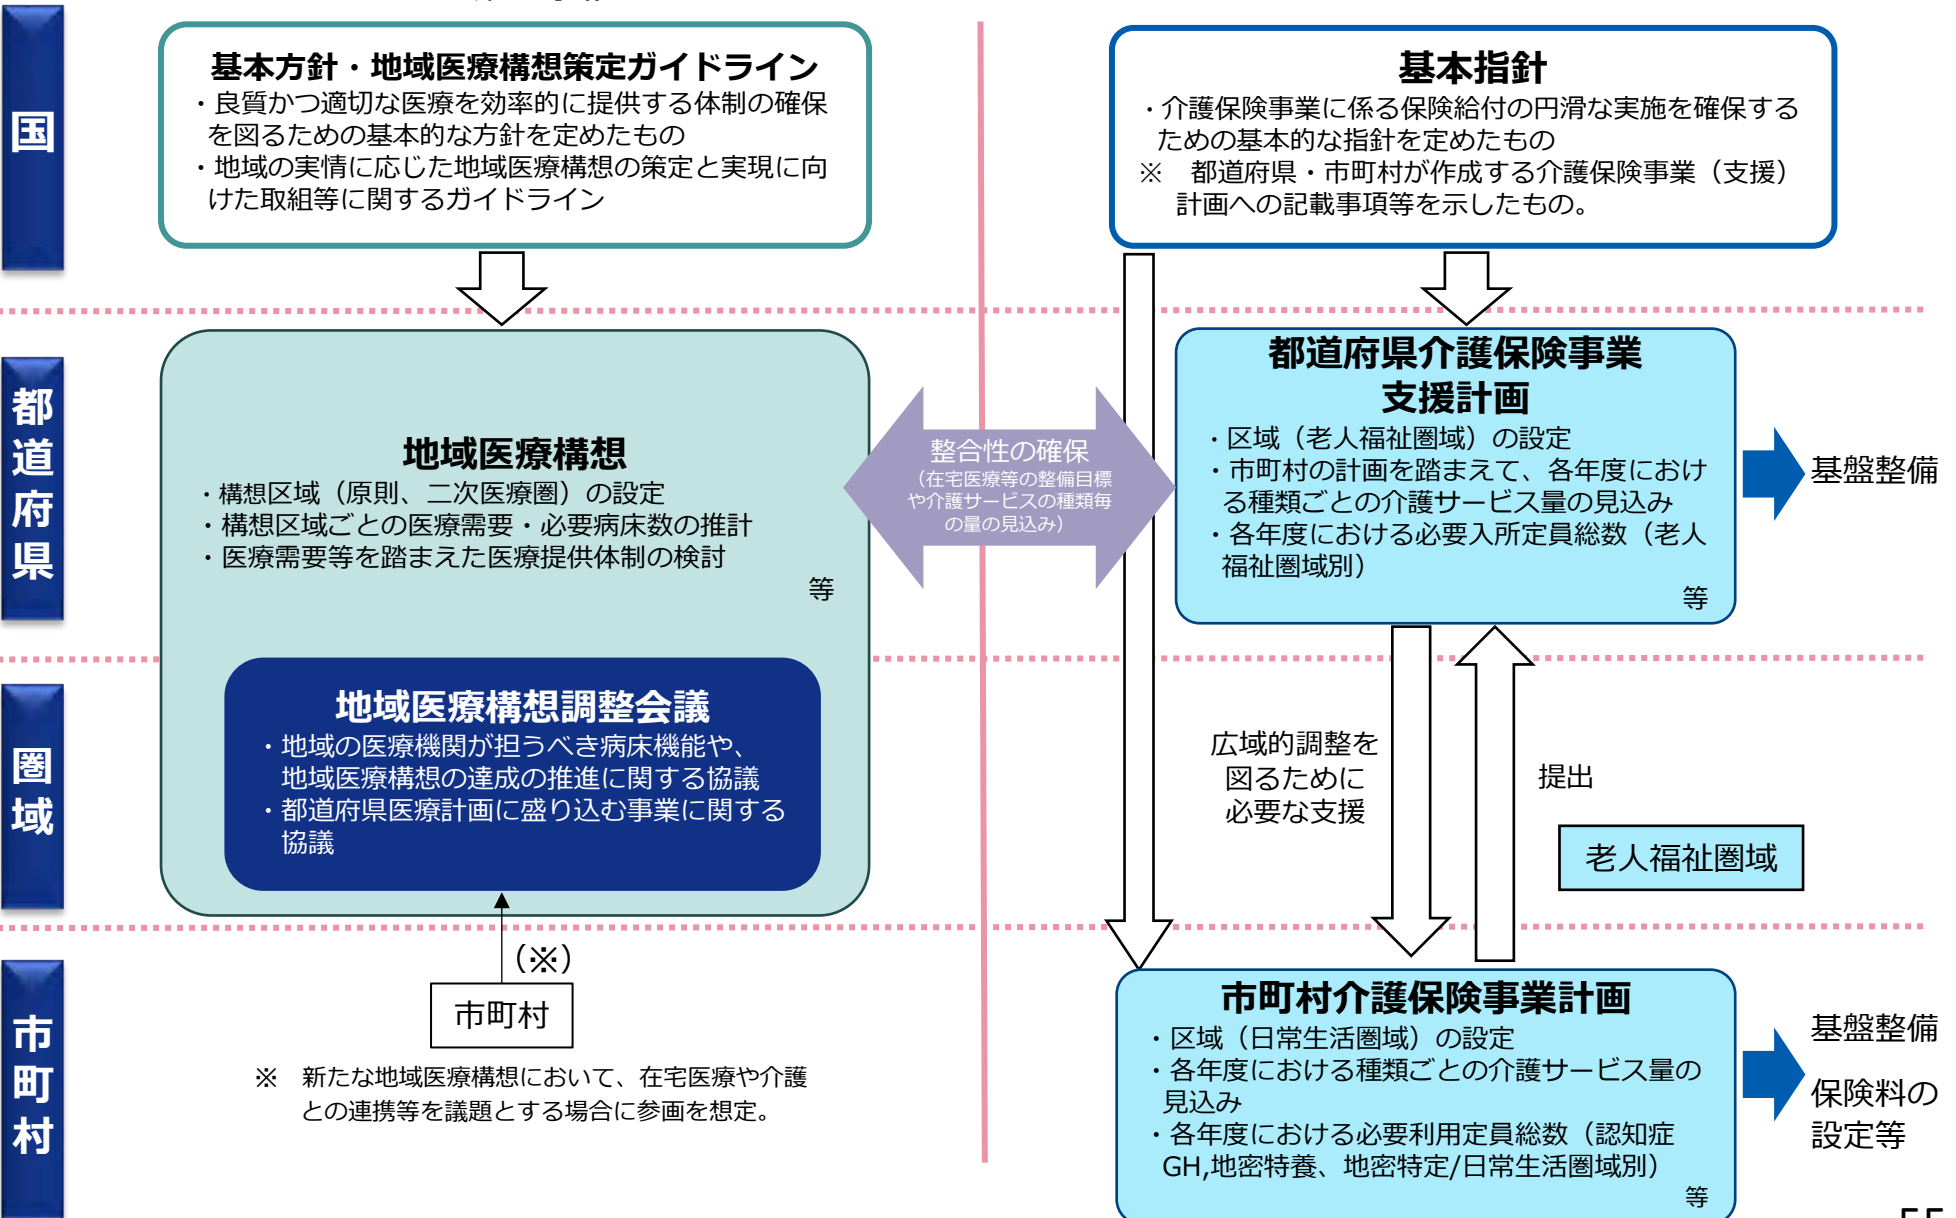 国
基本方針・地域医療構想策定ガイドライン
・良質かつ適切な医療を効率的に提供する体制の確保
を図るための基本的な方針を定めたもの
・地域の実情に応じた地域医療構想の策定と実現に向
けた取組等に関するガイドライン
基本指針
・介護保険事業に係る保険給付の円滑な実施を確保する
ための基本的な指針を定めたもの
※　都道府県・市町村が作成する介護保険事業（支援）
計画への記載事項等を示したもの。
都道府県
地域医療構想
・構想区域（原則、二次医療圏）の設定
・構想区域ごとの医療需要・必要病床数の推計
・医療需要等を踏まえた医療提供体制の検討
等
整合性の確保
（在宅医療等の整備目標
や介護サービスの種類毎
の量の見込み）
都道府県介護保険事業
支援計画
・区域（老人福祉圏域）の設定
・市町村の計画を踏まえて、各年度におけ
る種類ごとの介護サービス量の見込み
・各年度における必要入所定員総数（老人
福祉圏域別）
等
基盤整備
圏域
地域医療構想調整会議
・地域の医療機関が担うべき病床機能や、
地域医療構想の達成の推進に関する協議
・都道府県医療計画に盛り込む事業に関する
協議
広域的調整を
図るために
必要な支援
提出
老人福祉圏域
市町村
（※）
市町村
※　新たな地域医療構想において、在宅医療や介護
との連携等を議題とする場合に参画を想定。
市町村介護保険事業計画
・区域（日常生活圏域）の設定
・各年度における種類ごとの介護サービス量の
見込み
・各年度における必要利用定員総数（認知症
GH,地密特養、地密特定/日常生活圏域別）
等
基盤整備
保険料の
設定等
55